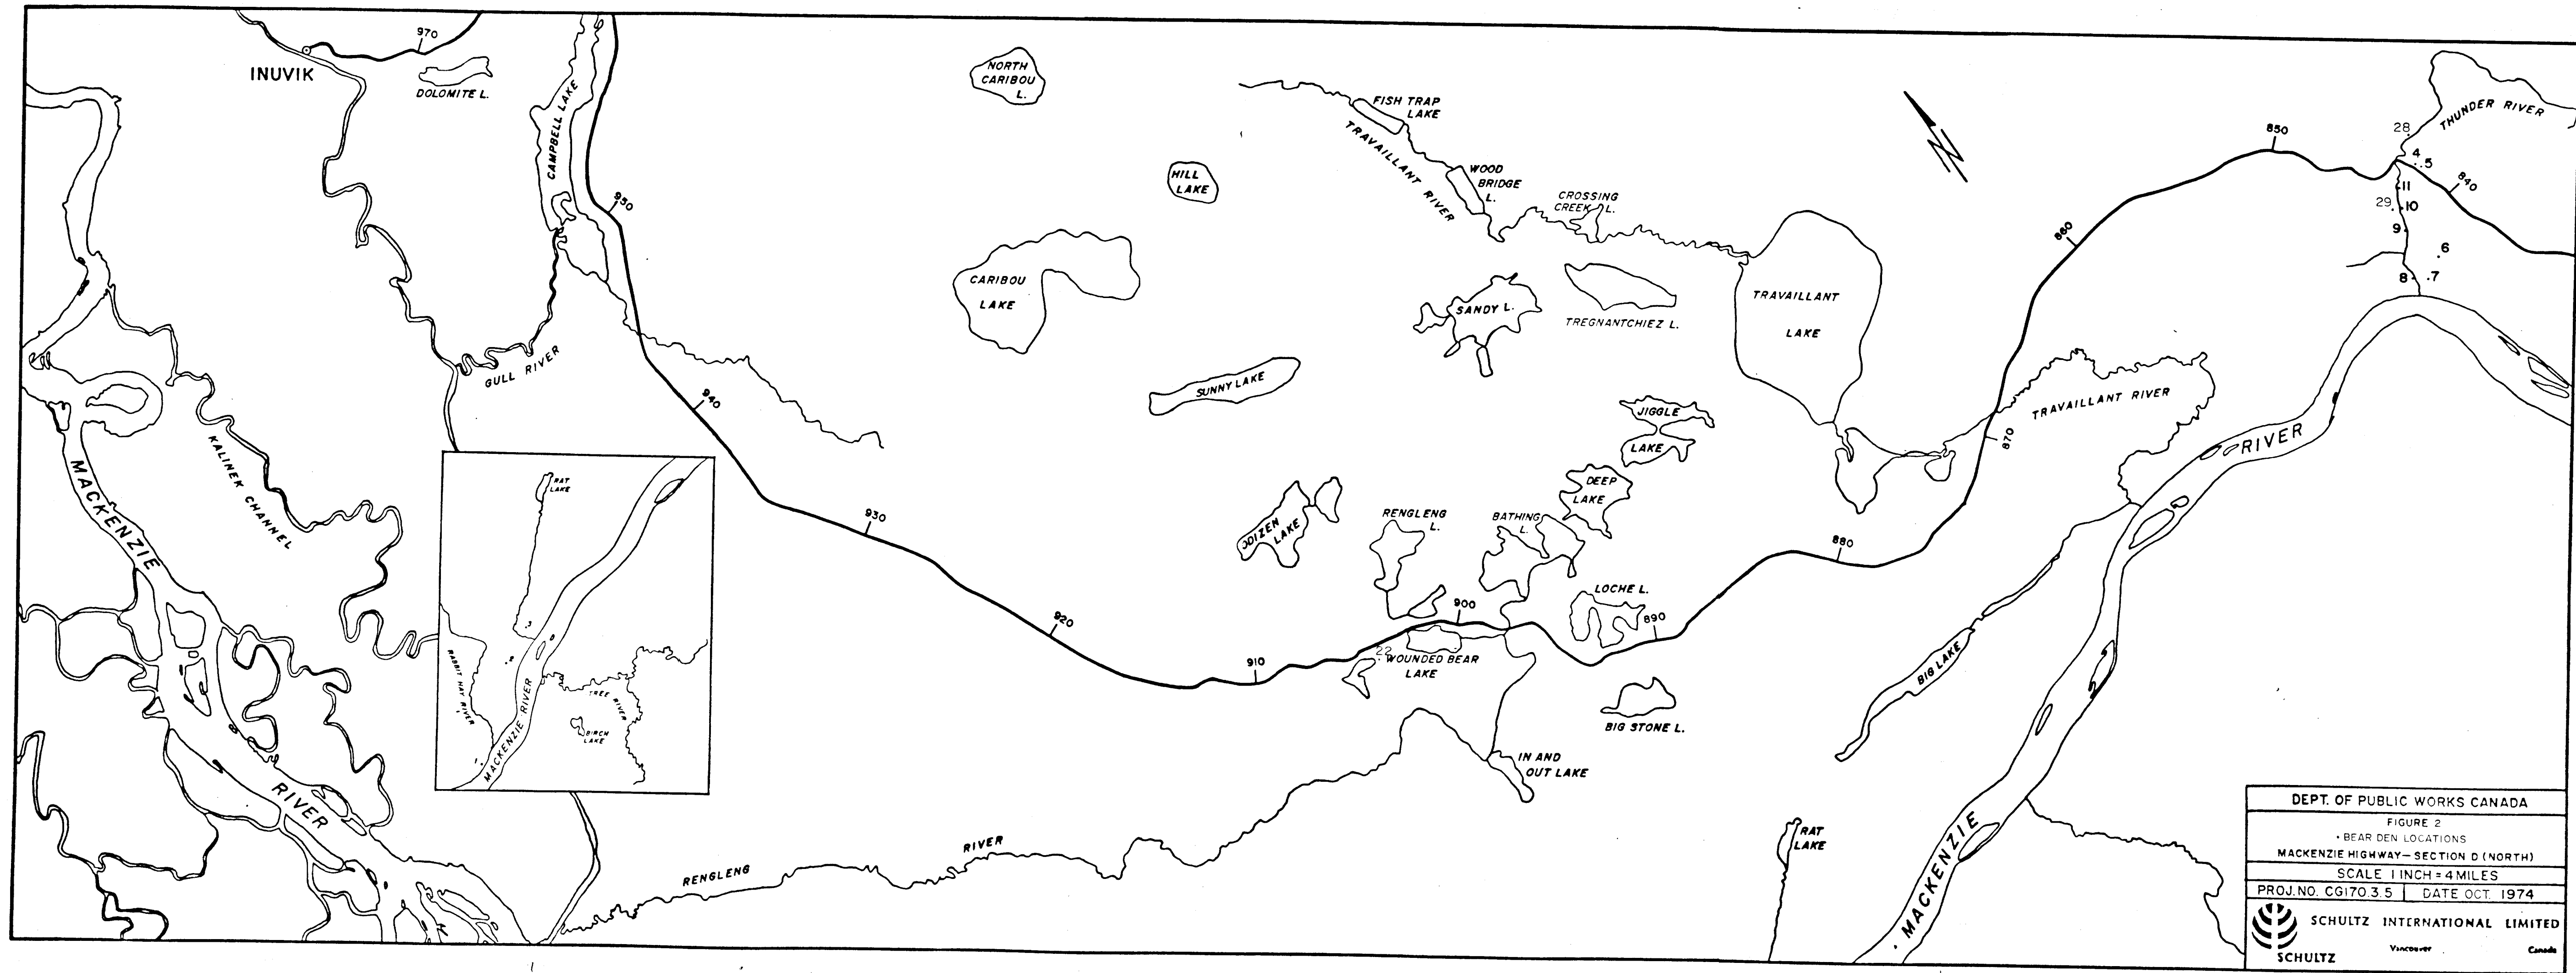 970
INUVIK
DOLOMITE L.
CAMPBELL LAKE
950
NORTH
CARIBOU
L.
HILL
LAKE
CARIBOU
LAKE
FISH TRAP
LAKE
TRAVAILLANT RIVER
WOOD
BRIDGE
L.
CROSSING
CREEK L.
SANDY L.
TREGNANTCHIEZ L.
TRAVAILLANT
LAKE
850
860
THUNDER RIVER
28
4
5
840
11
29
10
9
6
8
7
GULL RIVER
940
SUNNY LAKE
JIGGLE
LAKE
870
TRAVAILLANT RIVER
RIVER
MACKENZIE
KALINEK CHANNEL
930
RENGLENG
L.
BATHING
L.
DEEP
LAKE
880
LAKE
LOCHE L.
900
890
920
910
22
WOUNDED BEAR
LAKE
BIG STONE L.
BIG LAKE
IN AND
OUT LAKE
RAT
LAKE
3
2
RABBIT HAY RIVER
TREE RIVER
BIRCH
LAKE
1
MACKENZIE RIVER
RIVER
RENGLENG
RIVER
RAT
LAKE
MACKENZIE
DEPT. OF PUBLIC WORKS CANADA
FIGURE 2
• BEAR DEN LOCATIONS
MACKENZIE HIGHWAY—SECTION D (NORTH)
SCALE 1 INCH = 4 MILES
PROJ. NO. CG170.3.5 DATE OCT. 1974
SCHULTZ INTERNATIONAL LIMITED
Vancouver Canada
SCHULTZ